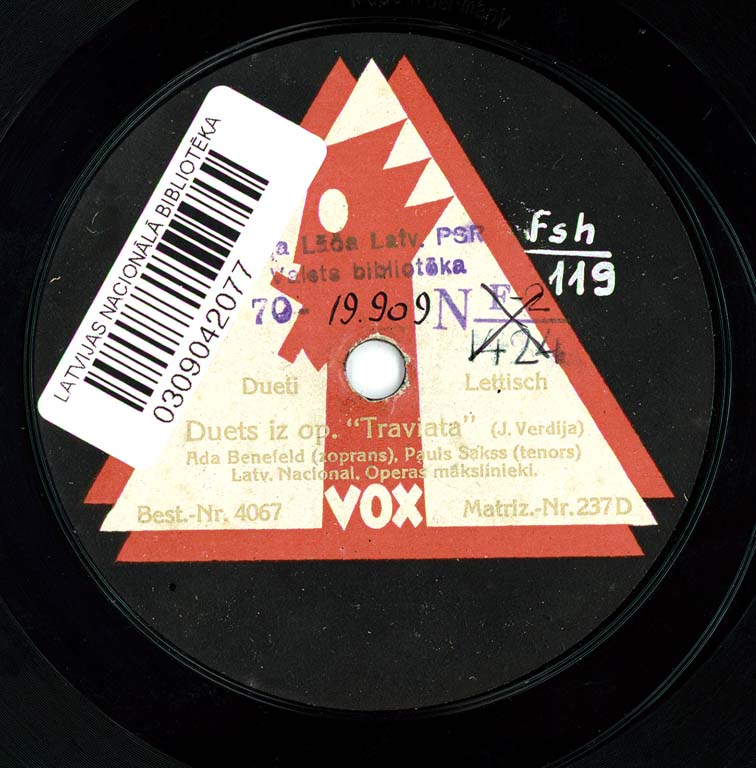 LATVIJAS NACIONĀLĀ BIBLIOTĒKA
0309042077
Lāča Latv. PSR
Valsts bibliotēka
70- 19.909 N F-2
1424
Fsh
119
Dueti Lettisch
Duets iz op. "Traviata" (J. Verdija)
Ada Benefeld (soprans), Pauls Sakss (tenors)
Latv. Nacional. Operas mākslinieki.
Best.-Nr. 4067 VOX Matriz.-Nr. 237 D